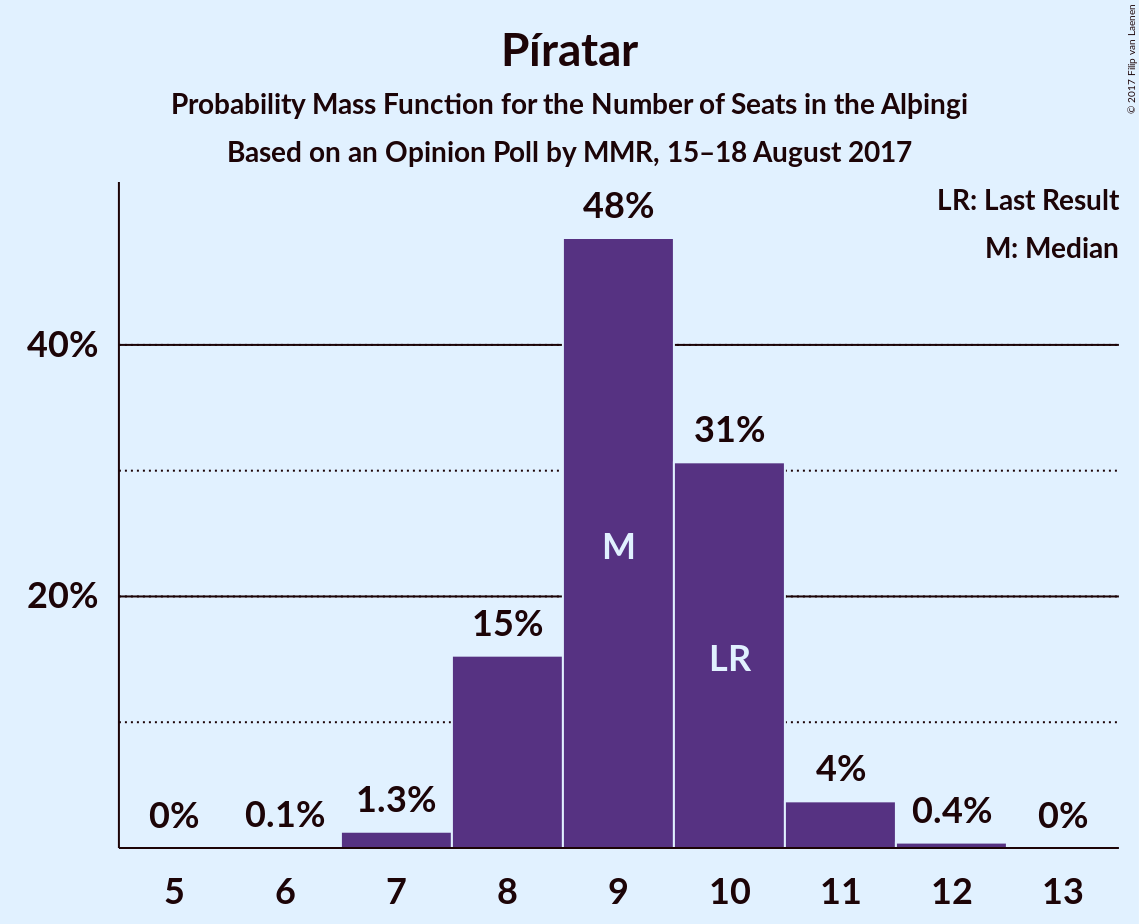 Píratar
Probability Mass Function for the Number of Seats in the Alþingi
Based on an Opinion Poll by MMR, 15–18 August 2017
© 2017 Filip van Laenen
LR: Last Result
M: Median
48%
40%
31%
M
20%
15%
LR
4%
1.3%
0.4%
0.1%
0%
0%
5 6 7 8 9 10 11 12 13